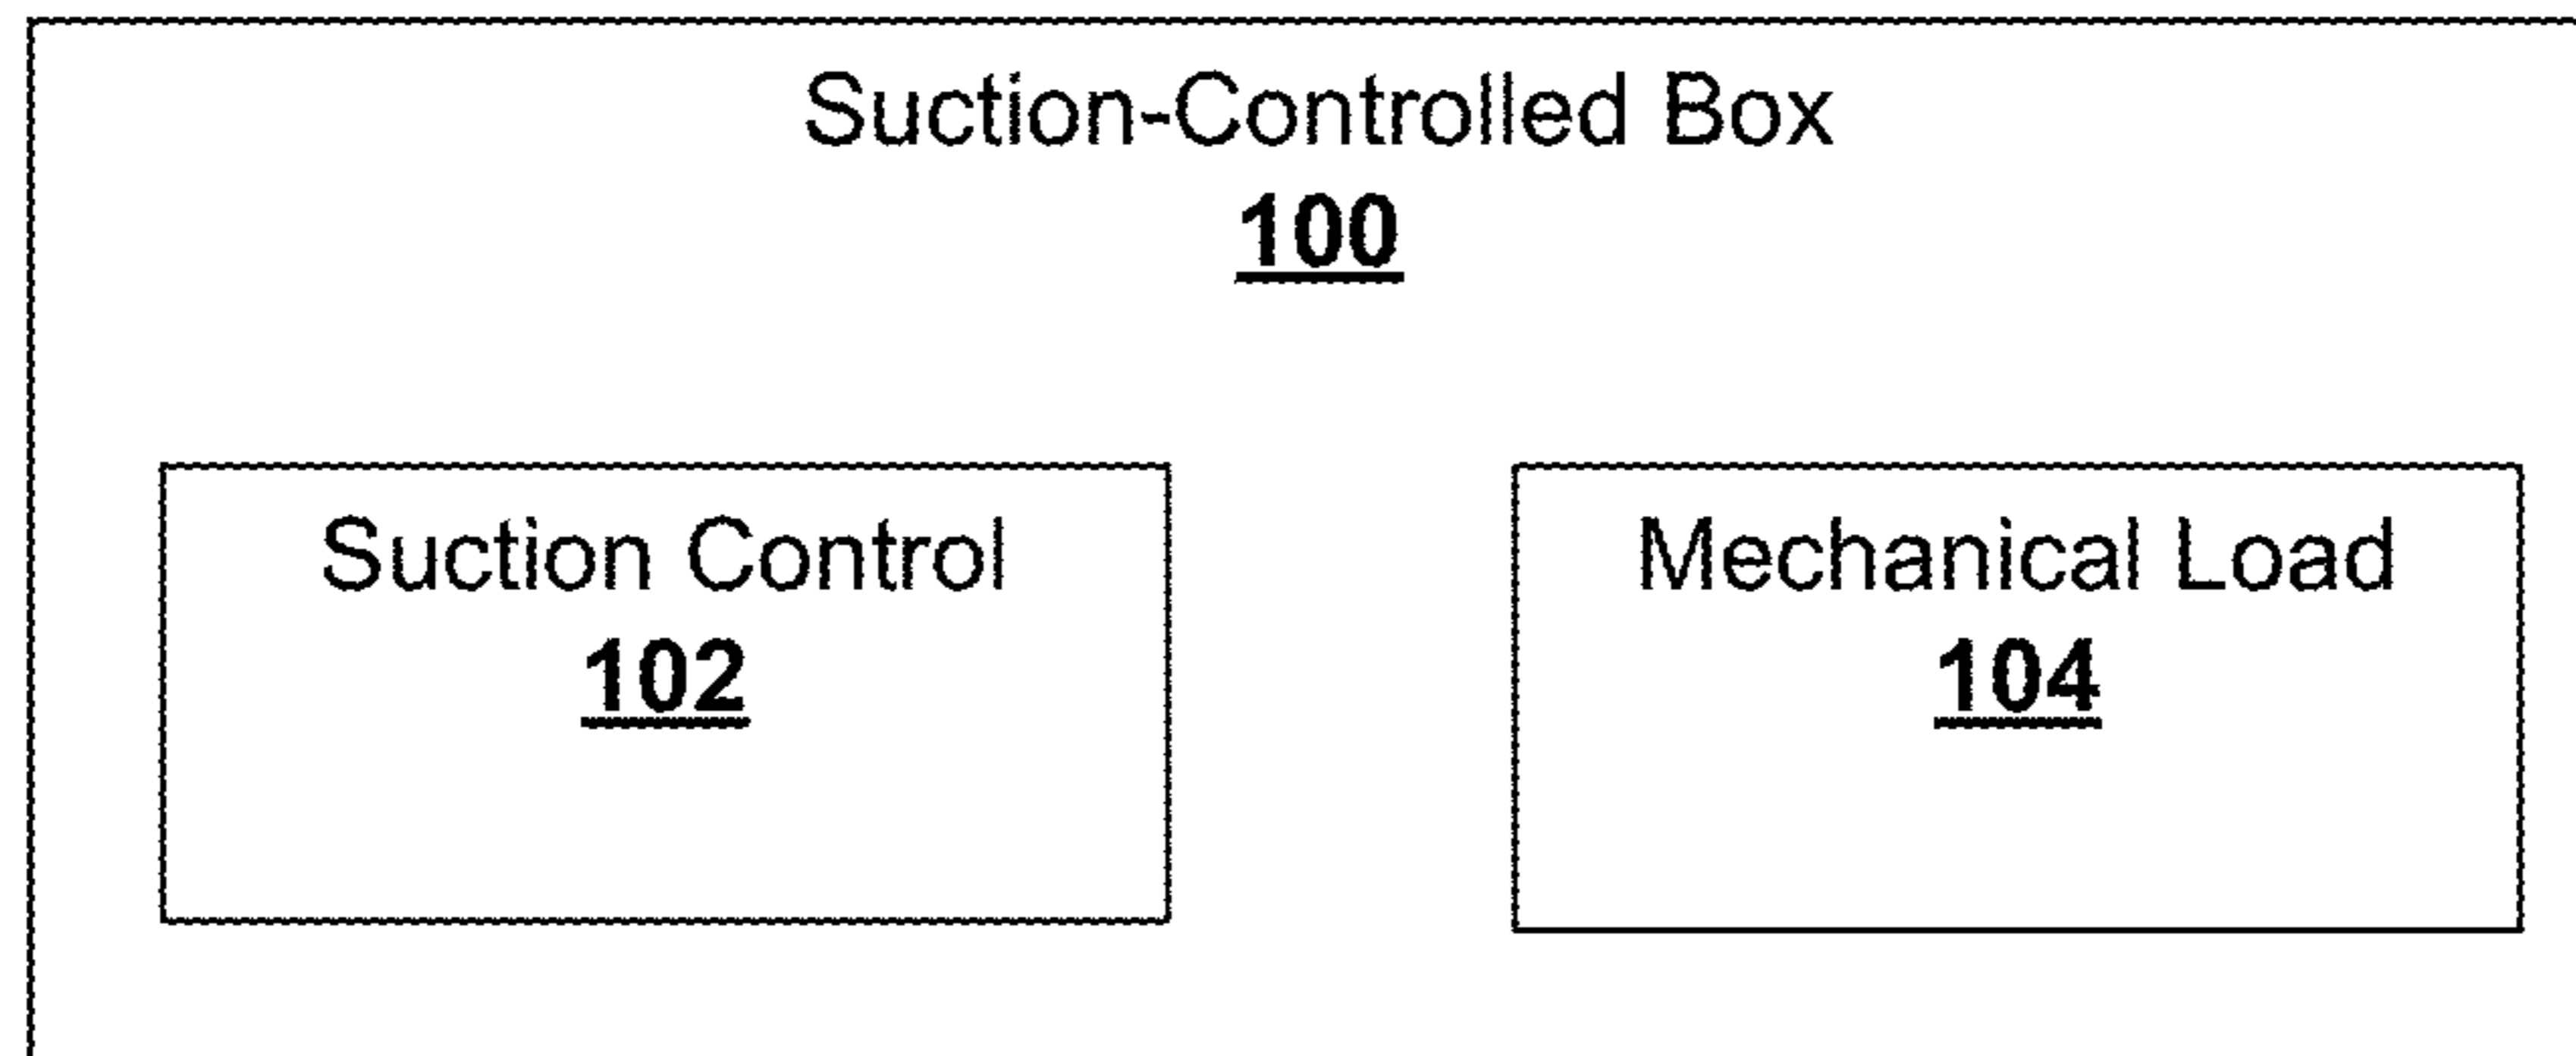 Suction-Controlled Box
100
Suction Control
102
Mechanical Load
104